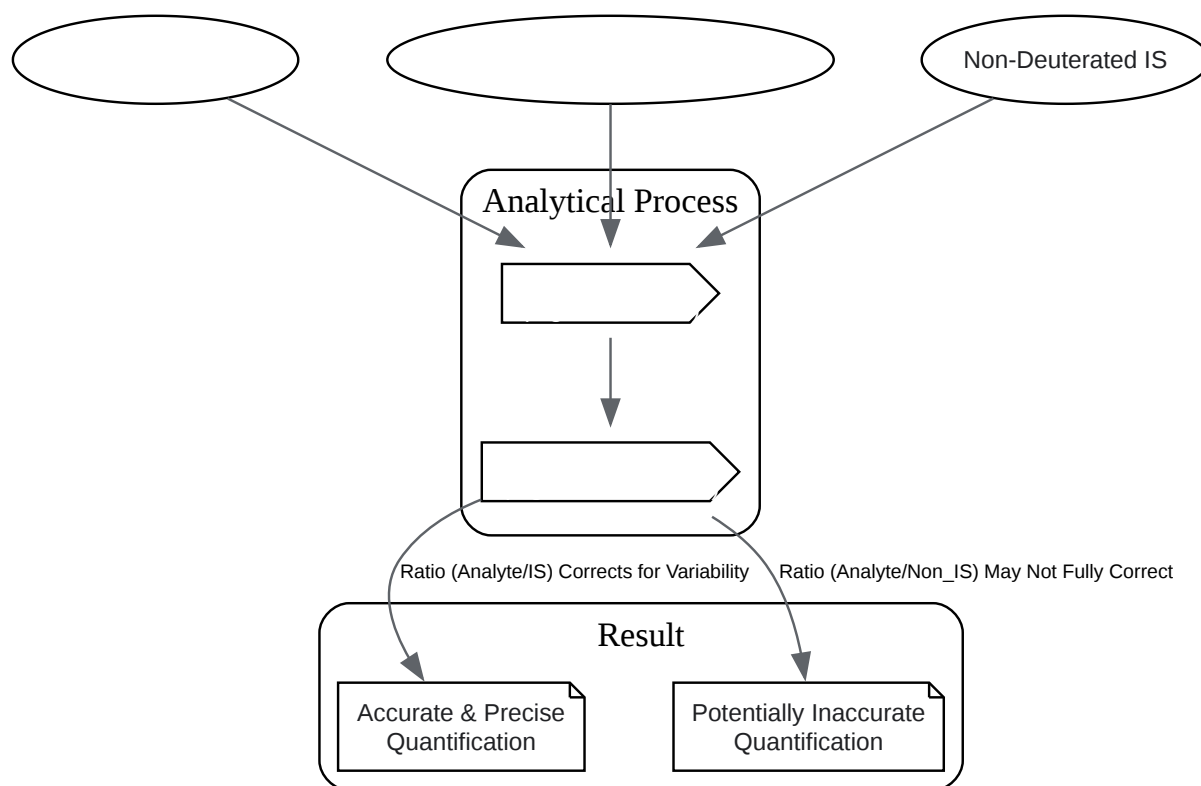 Non-Deuterated IS
Analytical Process
Ratio (Analyte/IS) Corrects for Variability
Ratio (Analyte/Non_IS) May Not Fully Correct
Result
Accurate & Precise
Quantification
Potentially Inaccurate
Quantification